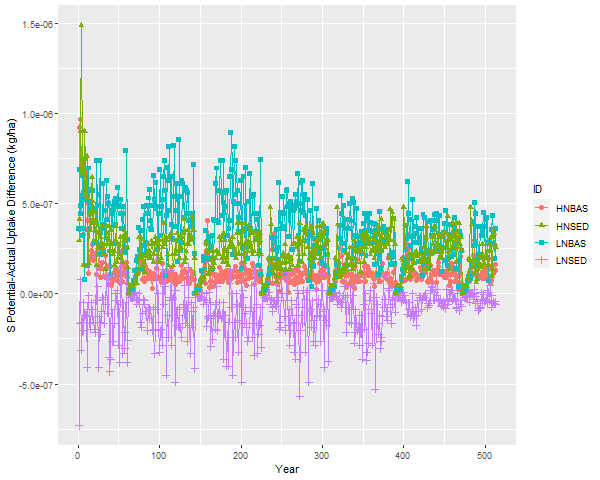 S Potential-Actual Uptake Difference (kg/ha)
1.5e-06
1.0e-06
5.0e-07
0.0e+00
-5.0e-07
0
100
200
300
400
500
Year
ID
HNBAS
HNSED
LNBAS
LNSED